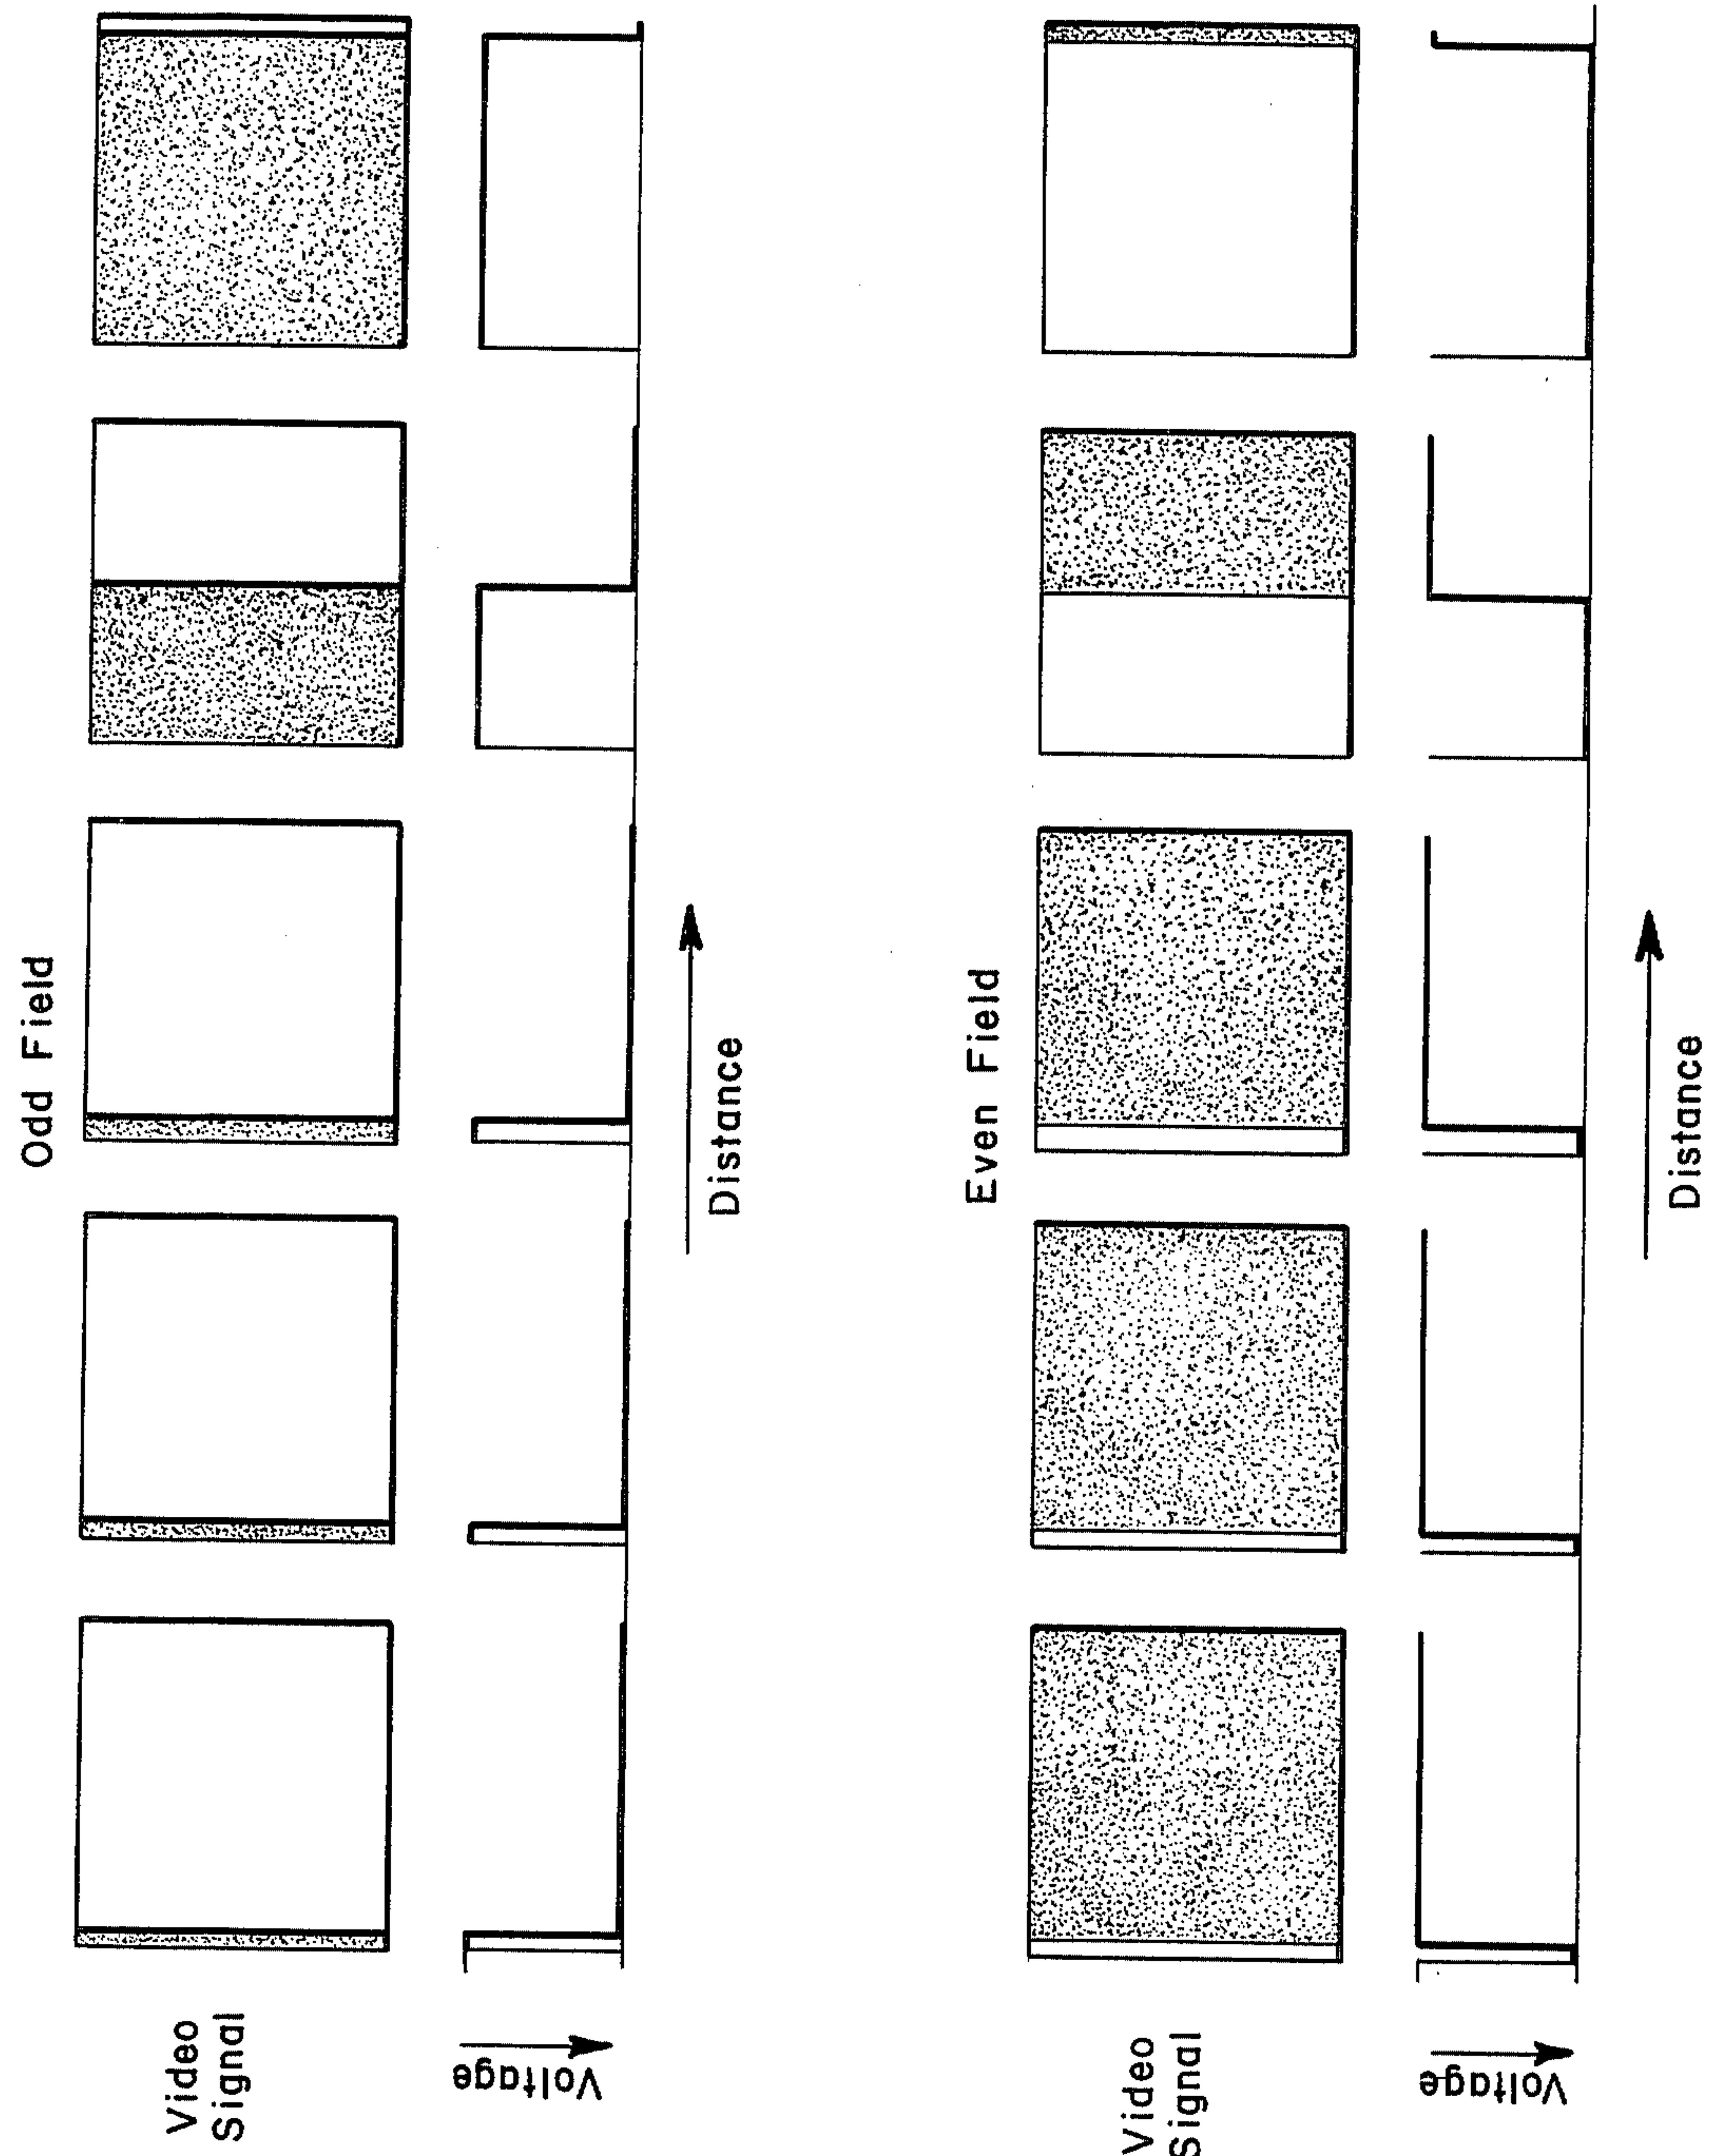 Odd Field
Video
Signal
Voltage
Distance
Even Field
Video
Signal
Voltage
Distance